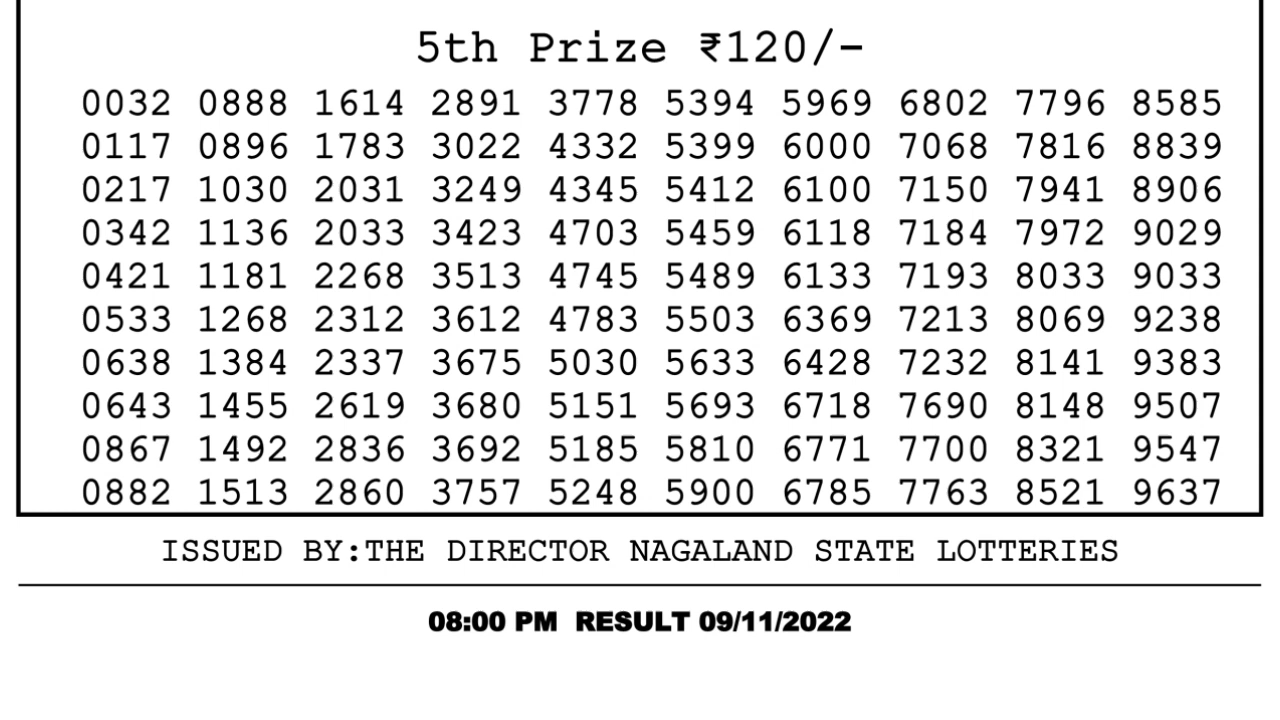 5th Prize ₹120/-
0032 0888 1614 2891 3778 5394 5969 6802 7796 8585
0117 0896 1783 3022 4332 5399 6000 7068 7816 8839
0217 1030 2031 3249 4345 5412 6100 7150 7941 8906
0342 1136 2033 3423 4703 5459 6118 7184 7972 9029
0421 1181 2268 3513 4745 5489 6133 7193 8033 9033
0533 1268 2312 3612 4783 5503 6369 7213 8069 9238
0638 1384 2337 3675 5030 5633 6428 7232 8141 9383
0643 1455 2619 3680 5151 5693 6718 7690 8148 9507
0867 1492 2836 3692 5185 5810 6771 7700 8321 9547
0882 1513 2860 3757 5248 5900 6785 7763 8521 9637
ISSUED BY:THE DIRECTOR NAGALAND STATE LOTTERIES
08:00 PM RESULT 09/11/2022